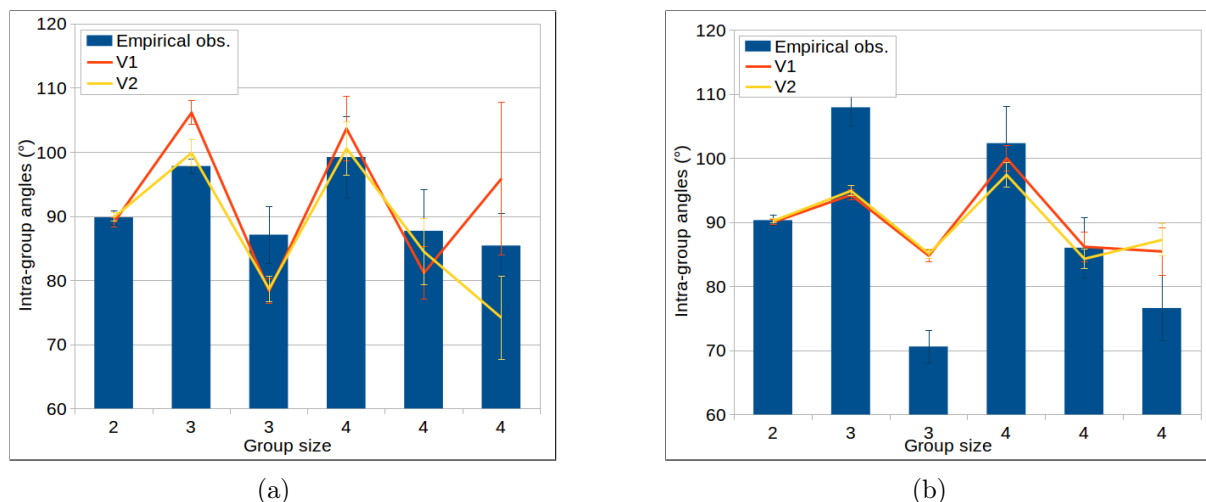 120
110
100
90
80
70
60
Intra-group angles (°)
Empirical obs.
V1
V2
2 3 3 4 4 4
Group size
(a)
120
110
100
90
80
70
60
Intra-group angles (°)
Empirical obs.
V1
V2
2 3 3 4 4 4
Group size
(b)